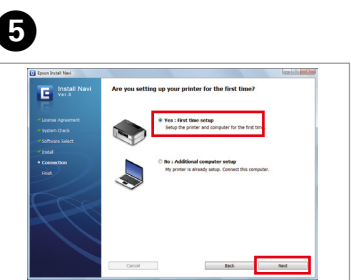 5
Epson Install Navi
Install Navi
Ver.3
Are you setting up your printer for the first time?
License Agreement
System Check
Software Select
Install
Connection
Finish
Yes : First time setup
Setup the printer and computer for the first time.
No : Additional computer setup
My printer is already setup. Connect this computer.
Cancel
Back
Next